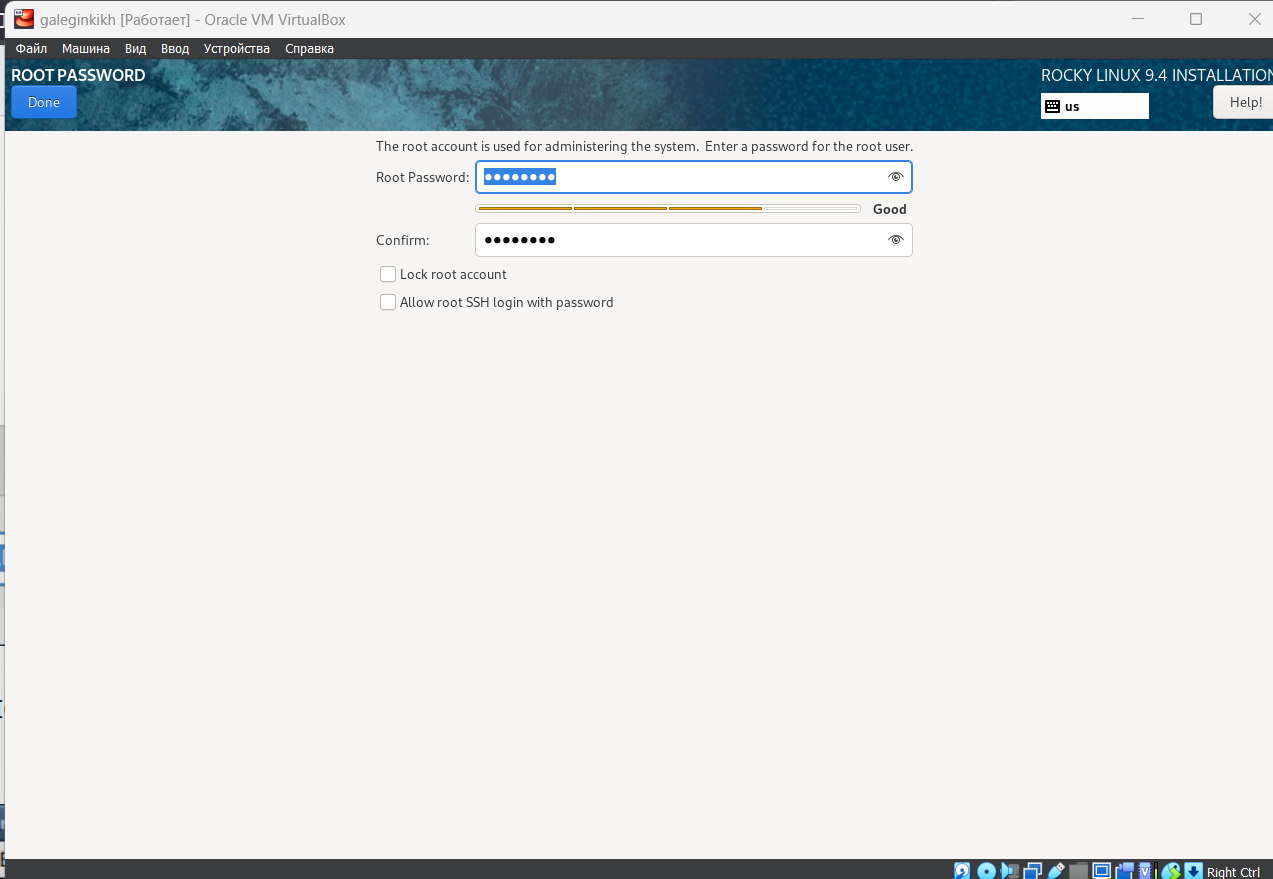 galeginkikh [Работает] - Oracle VM VirtualBox
Файл Машина Вид Ввод Устройства Справка
ROOT PASSWORD
ROCKY LINUX 9.4 INSTALLATION
Done
us
Help!
The root account is used for administering the system. Enter a password for the root user.
Root Password: ●●●●●●●●
Good
Confirm: ●●●●●●●●
Lock root account
Allow root SSH login with password
Right Ctrl